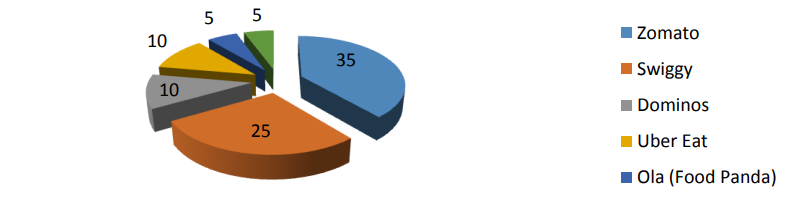 5
5
10
35
10
25
Zomato
Swiggy
Dominos
Uber Eat
Ola (Food Panda)